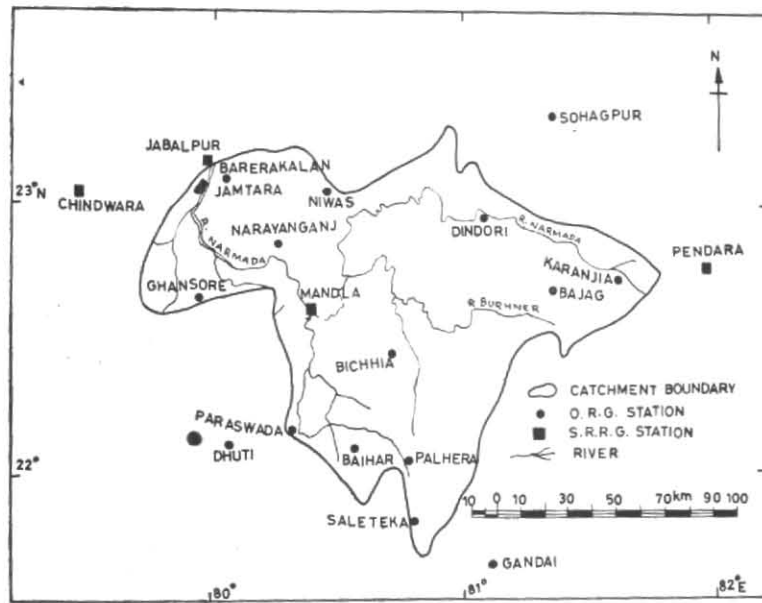 N
SOHAGPUR
JABALPUR
BARERAKALAN
23°N
CHINDWARA
JAMTARA
NIWAS
R. NARMADA
NARAYANGANJ
DINDORI
R. NARMADA
PENDARA
KARANJIA
GHANSORE
MANDLA
BAJAG
R BURHNER
BICHHIA
CATCHMENT BOUNDARY
O.R.G. STATION
PARASWADA
S.R.R.G. STATION
DHUTI
BAIHAR
PALHERA
RIVER
22°
10 0 10 30 50 70 km 90 100
SALETEKA
GANDAI
80°
81°
82°E